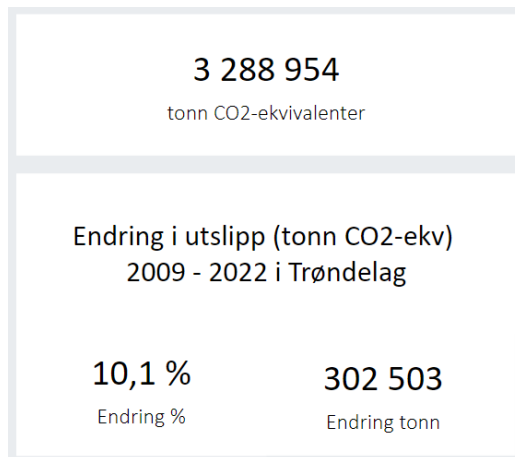 3 288 954
tonn CO2-ekvivalenter
Endring i utslipp (tonn CO2-ekv)
2009 - 2022 i Trøndelag
10,1 %
Endring %
302 503
Endring tonn